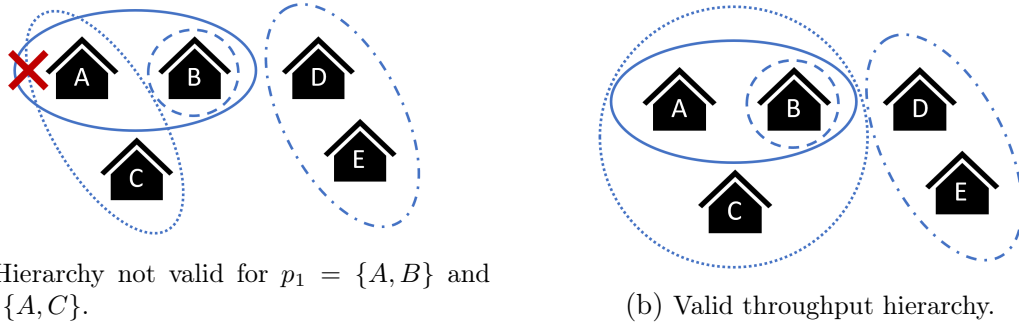 A B D
E
C
A B D
E
C
Hierarchy not valid for p₁ = {A, B} and
{A, C}.
(b) Valid throughput hierarchy.